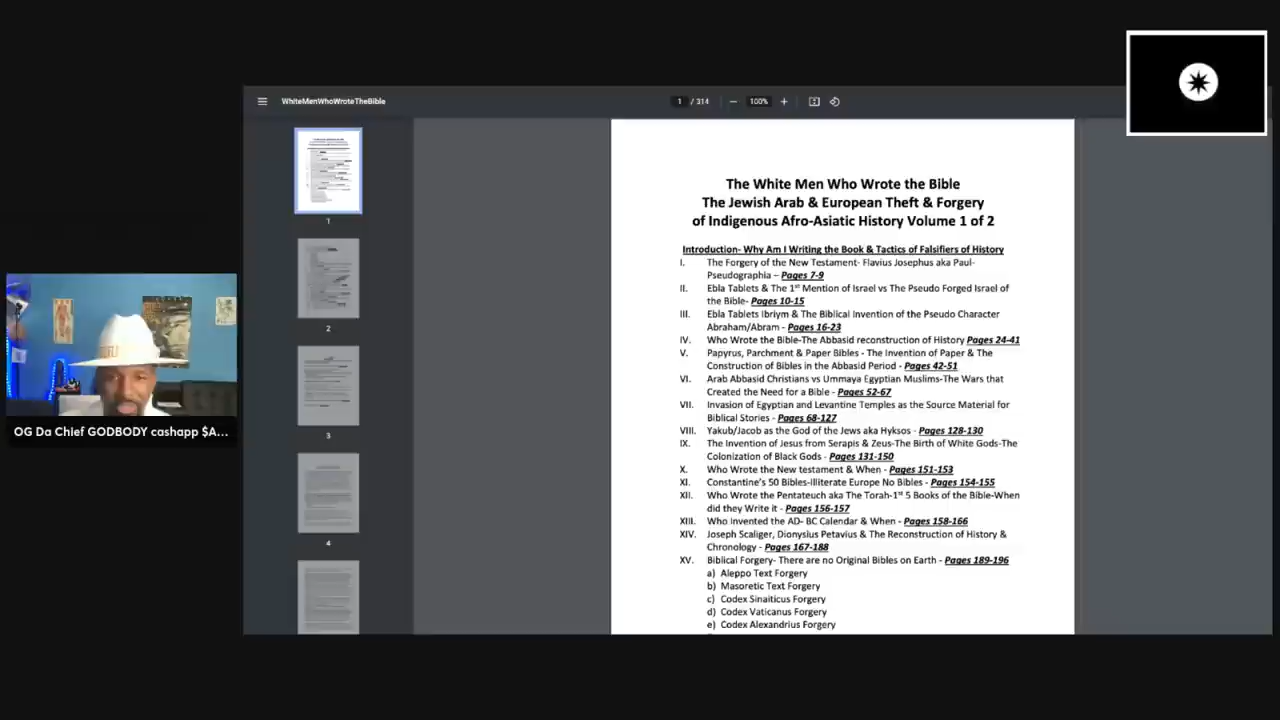 WhiteMenWhoWroteTheBible
1 / 314
100%
1
2
3
4
The White Men Who Wrote the Bible
The Jewish Arab & European Theft & Forgery
of Indigenous Afro-Asiatic History Volume 1 of 2
Introduction- Why Am I Writing the Book & Tactics of Falsifiers of History
I. The Forgery of the New Testament- Flavius Josephus aka Paul-
Pseudographia – Pages 7-9
II. Ebla Tablets & The 1st Mention of Israel vs The Pseudo Forged Israel of
the Bible- Pages 10-15
III. Ebla Tablets Ibriym & The Biblical Invention of the Pseudo Character
Abraham/Abram - Pages 16-23
IV. Who Wrote the Bible-The Abbasid reconstruction of History Pages 24-41
V. Papyrus, Parchment & Paper Bibles - The Invention of Paper & The
Construction of Bibles in the Abbasid Period - Pages 42-51
VI. Arab Abbasid Christians vs Ummaya Egyptian Muslims-The Wars that
Created the Need for a Bible - Pages 52-67
VII. Invasion of Egyptian and Levantine Temples as the Source Material for
Biblical Stories - Pages 68-127
VIII. Yakub/Jacob as the God of the Jews aka Hyksos - Pages 128-130
IX. The Invention of Jesus from Serapis & Zeus-The Birth of White Gods-The
Colonization of Black Gods - Pages 131-150
X. Who Wrote the New testament & When - Pages 151-153
XI. Constantine's 50 Bibles-Illiterate Europe No Bibles - Pages 154-155
XII. Who Wrote the Pentateuch aka The Torah-1st 5 Books of the Bible-When
did they Write it - Pages 156-157
XIII. Who Invented the AD- BC Calendar & When - Pages 158-166
XIV. Joseph Scaliger, Dionysius Petavius & The Reconstruction of History &
Chronology - Pages 167-188
XV. Biblical Forgery- There are no Original Bibles on Earth - Pages 189-196
a) Aleppo Text Forgery
b) Masoretic Text Forgery
c) Codex Sinaiticus Forgery
d) Codex Vaticanus Forgery
e) Codex Alexandrius Forgery
OG Da Chief GODBODY cashapp $A...